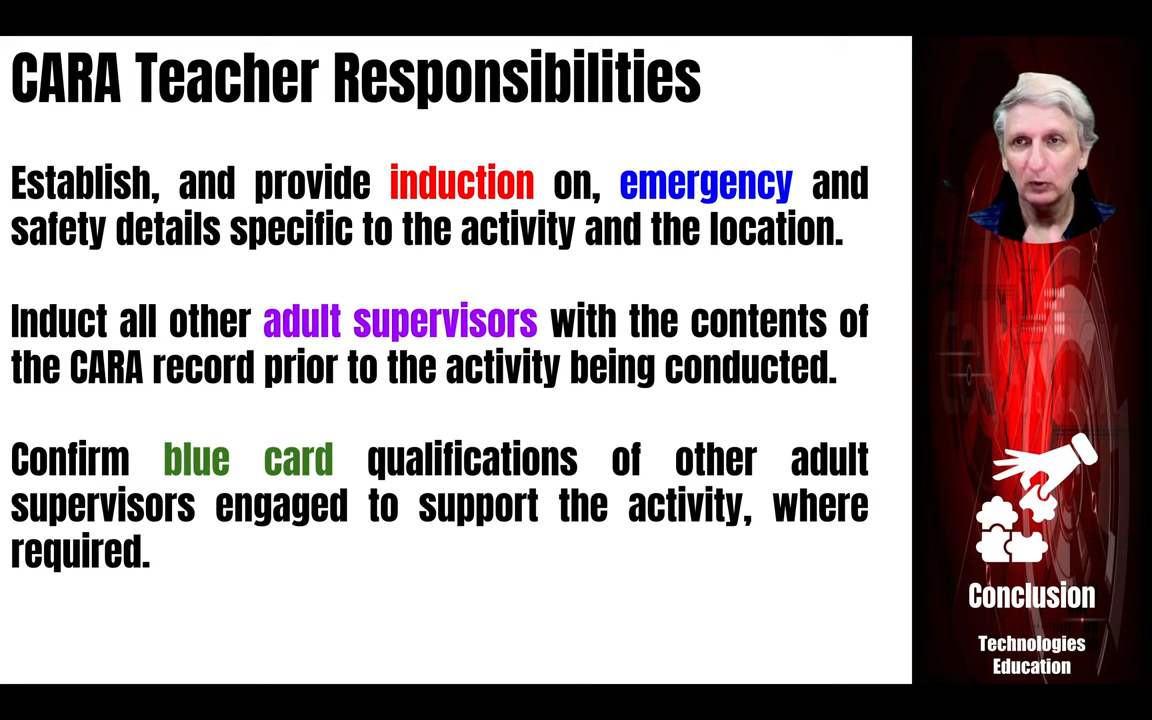 CARA Teacher Responsibilities
Establish, and provide induction on, emergency and
safety details specific to the activity and the location.
Induct all other adult supervisors with the contents of
the CARA record prior to the activity being conducted.
Confirm blue card qualifications of other adult
supervisors engaged to support the activity, where
required.
Conclusion
Technologies
Education